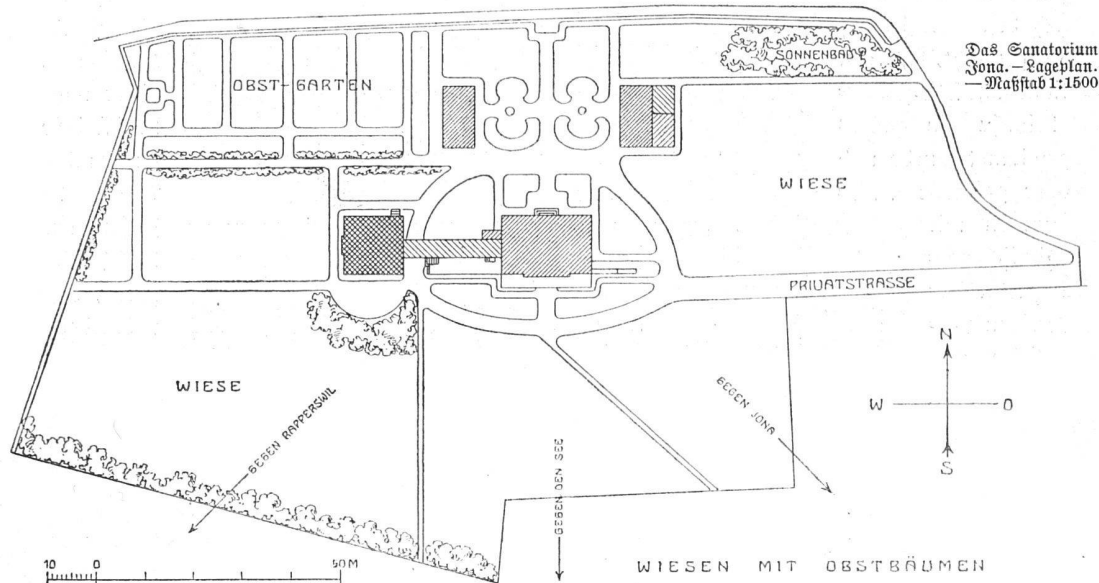 Das Sanatorium
Jona. — Lageplan.
— Maßstab 1:1500
SONNENBAD
OBST-GARTEN
WIESE
PRIVATSTRASSE
WIESE
GEGEN RAPPERSWIL
GEGEN DEN SEE
GEGEN JONA
N
W O
S
10 0 50 M
WIESEN MIT OBSTBÄUMEN